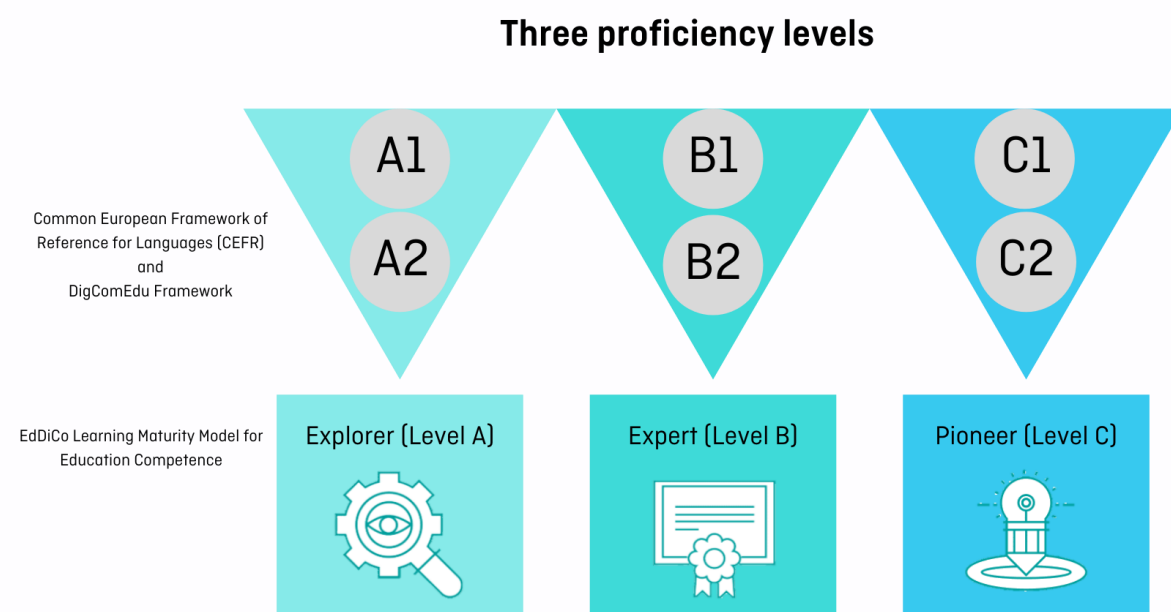 Three proficiency levels
A1
B1
C1
A2
B2
C2
Common European Framework of
Reference for Languages (CEFR)
and
DigComEdu Framework
EdDiCo Learning Maturity Model for
Education Competence
Explorer (Level A)
Expert (Level B)
Pioneer (Level C)